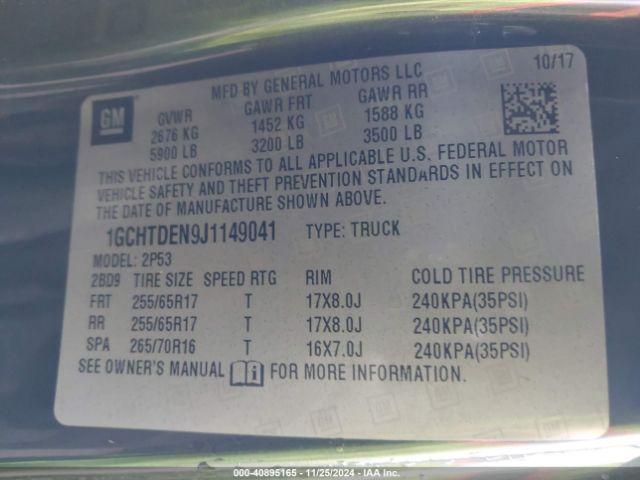 MFD BY GENERAL MOTORS LLC 10/17
GM GVWR GAWR FRT GAWR RR
2676 KG 1452 KG 1588 KG
5900 LB 3200 LB 3500 LB
THIS VEHICLE CONFORMS TO ALL APPLICABLE U.S. FEDERAL MOTOR
VEHICLE SAFETY AND THEFT PREVENTION STANDARDS IN EFFECT ON
THE DATE OF MANUFACTURE SHOWN ABOVE.
1GCHTDEN9J1149041 TYPE: TRUCK
MODEL: 2P53
2BD9 TIRE SIZE SPEED RTG RIM COLD TIRE PRESSURE
FRT 255/65R17 T 17X8.0J 240KPA(35PSI)
RR 255/65R17 T 17X8.0J 240KPA(35PSI)
SPA 265/70R16 T 16X7.0J 240KPA(35PSI)
SEE OWNER'S MANUAL FOR MORE INFORMATION.
000-40895165 - 11/25/2024 - IAAI.com